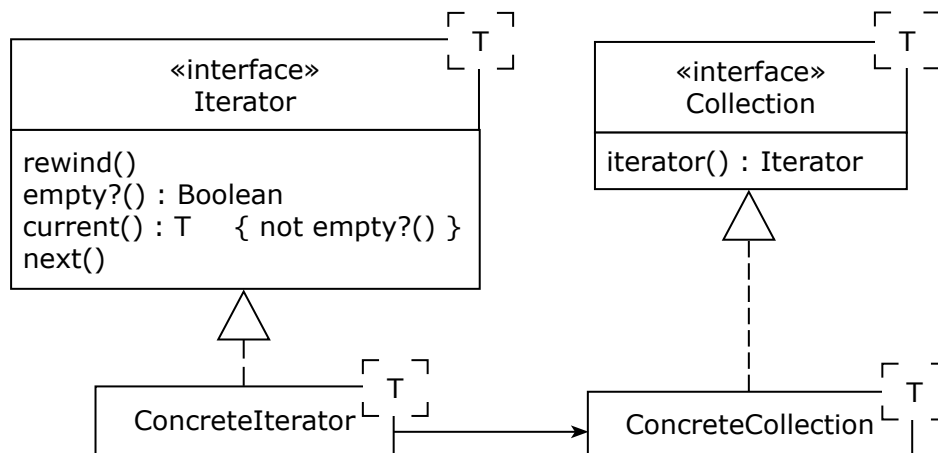 T
«interface»
Iterator
rewind()
empty?() : Boolean
current() : T { not empty?() }
next()
T
«interface»
Collection
iterator() : Iterator
T
ConcreteIterator
T
ConcreteCollection